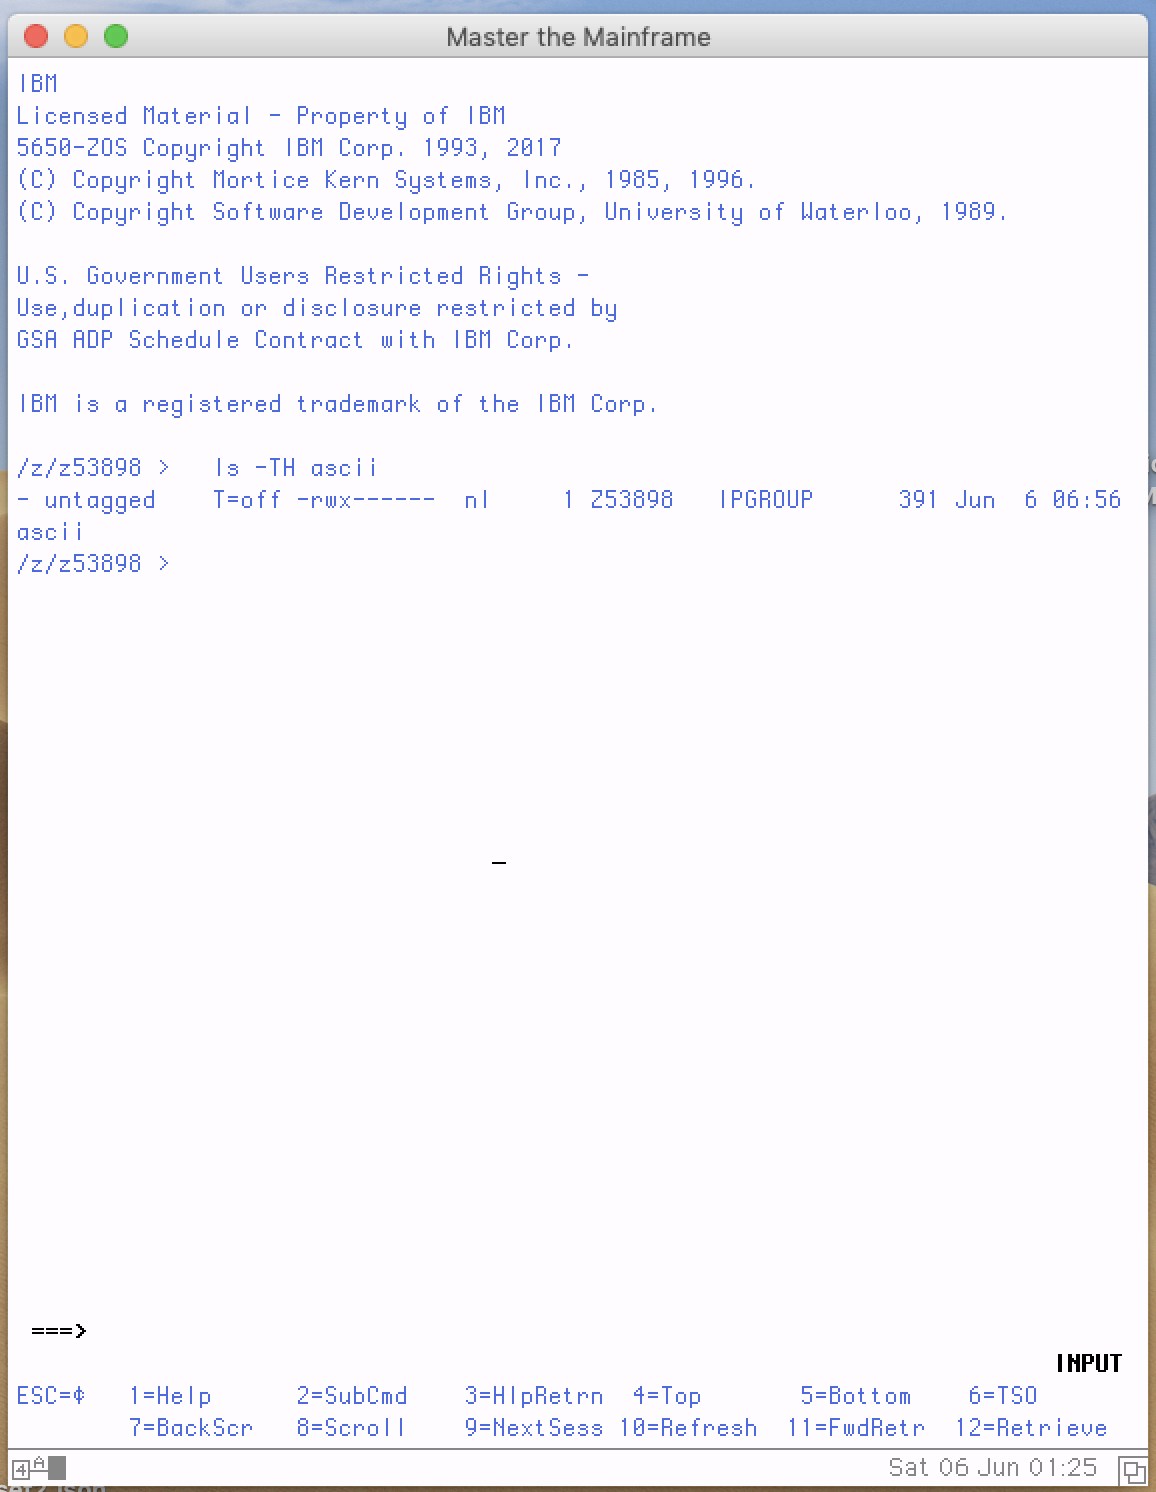 Master the Mainframe
IBM
Licensed Material - Property of IBM
5650-ZOS Copyright IBM Corp. 1993, 2017
(C) Copyright Mortice Kern Systems, Inc., 1985, 1996.
(C) Copyright Software Development Group, University of Waterloo, 1989.
U.S. Government Users Restricted Rights -
Use,duplication or disclosure restricted by
GSA ADP Schedule Contract with IBM Corp.
IBM is a registered trademark of the IBM Corp.
/z/z53898 >   ls -TH ascii
- untagged    T=off -rwx------  nl     1 Z53898   IPGROUP      391 Jun  6 06:56
ascii
/z/z53898 >
===>
INPUT
ESC=¢   1=Help      2=SubCmd    3=HlpRetrn  4=Top       5=Bottom    6=TSO
7=BackScr   8=Scroll    9=NextSess 10=Refresh  11=FwdRetr  12=Retrieve
4 A Sat 06 Jun 01:25